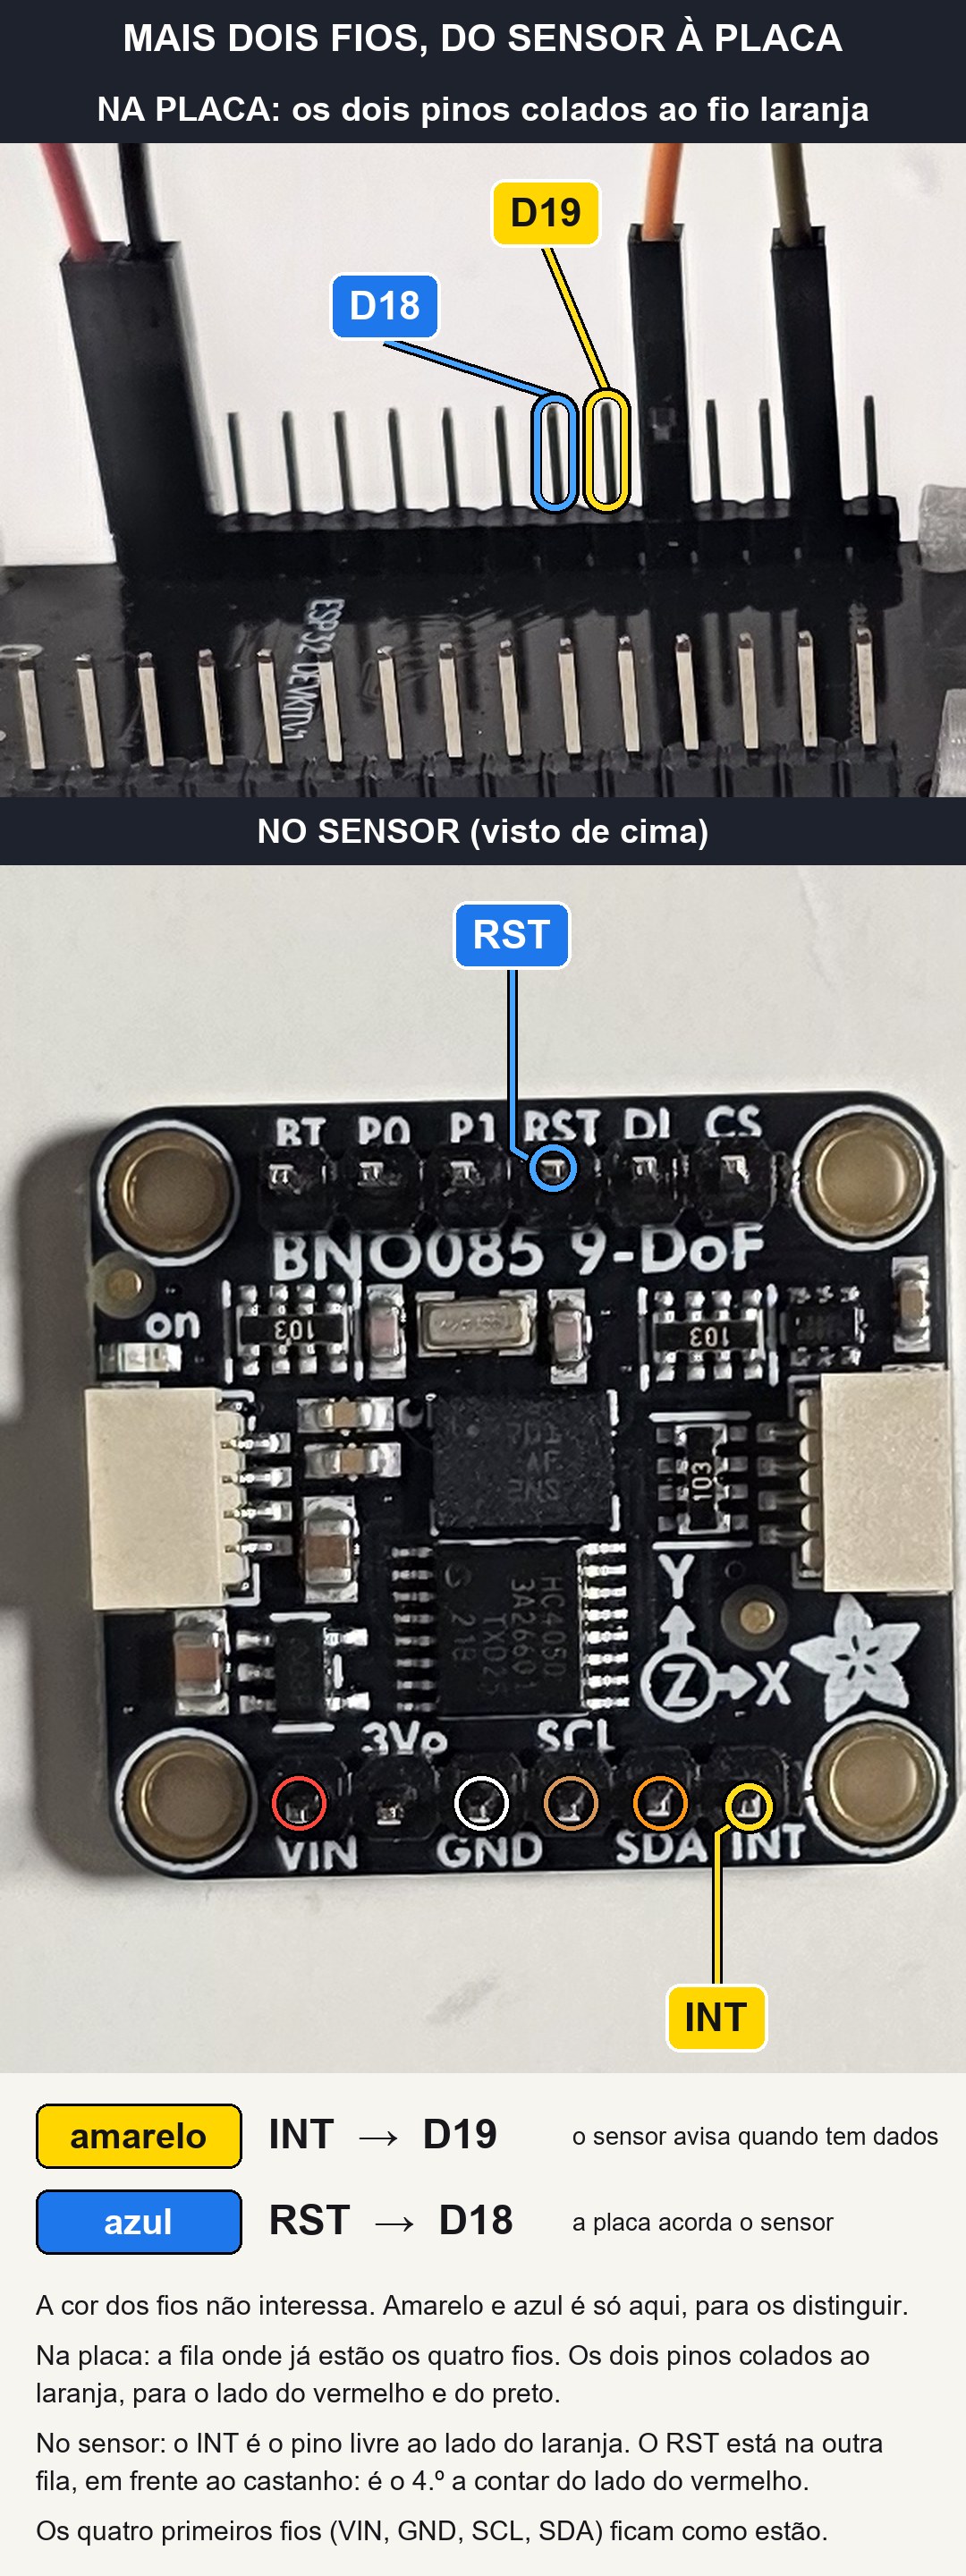 MAIS DOIS FIOS, DO SENSOR À PLACA
NA PLACA: os dois pinos colados ao fio laranja
D19
D18
ESP32 DEVKITV1
NO SENSOR (visto de cima)
RST
BT P0 P1 RST DI CS
BNO085 9-DoF
on
103
103
103
Y
Z X
3Vo SCL
VIN GND SDA INT
INT
amarelo INT → D19 o sensor avisa quando tem dados
azul RST → D18 a placa acorda o sensor
A cor dos fios não interessa. Amarelo e azul é só aqui, para os distinguir.
Na placa: a fila onde já estão os quatro fios. Os dois pinos colados ao
laranja, para o lado do vermelho e do preto.
No sensor: o INT é o pino livre ao lado do laranja. O RST está na outra
fila, em frente ao castanho: é o 4.º a contar do lado do vermelho.
Os quatro primeiros fios (VIN, GND, SCL, SDA) ficam como estão.